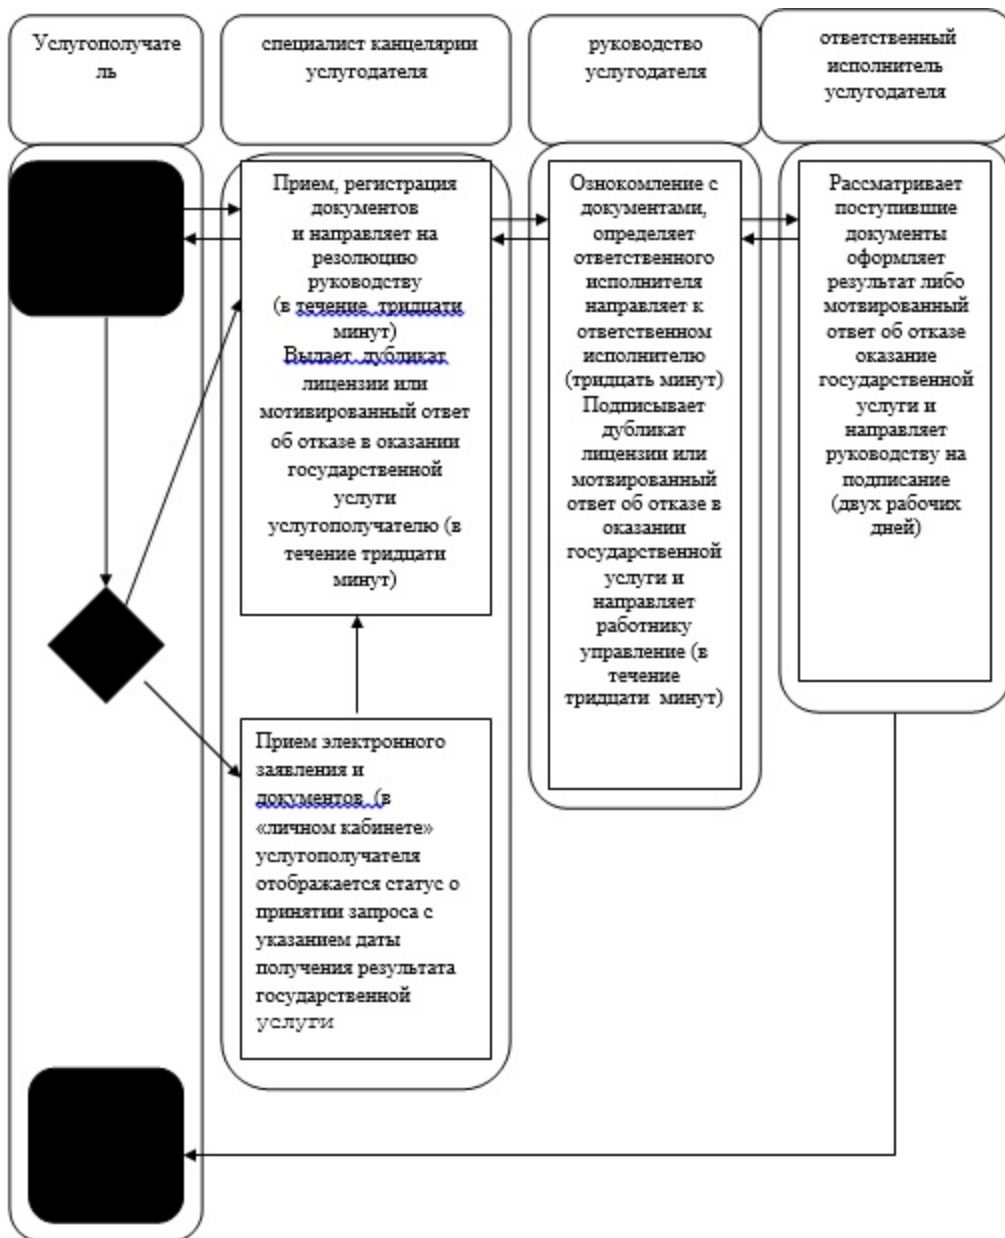 Услугополучате
ль
специалист канцелярии
услугодателя
руководство
услугодателя
ответственный
исполнитель
услугодателя
Прием, регистрация
документов
и направляет на
резолюцию
руководству
(в течение тридцати
минут)
Выдает дубликат
лицензии или
мотивированный ответ
об отказе в оказании
государственной
услуги
услугополучателю (в
течение тридцати
минут)
Ознокомление с
документами,
определяет
ответственного
исполнителя
направляет к
ответственном
исполнителю
(тридцать минут)
Подписывает
дубликат
лицензии или
мотвированный
ответ об отказе в
оказании
государственной
услуги и
направляет
работнику
управление (в
течение
тридцати минут)
Рассматривает
поступившие
документы
оформляет
результат либо
мотвированный
ответ об отказе
оказание
государственной
услуги и
направляет
руководству на
подписание
(двух рабочих
дней)
Прием электронного
заявления и
документов (в
«личном кабинете»
услугополучателя
отображается статус о
принятии запроса с
указанием даты
получения результата
государственной
услуги